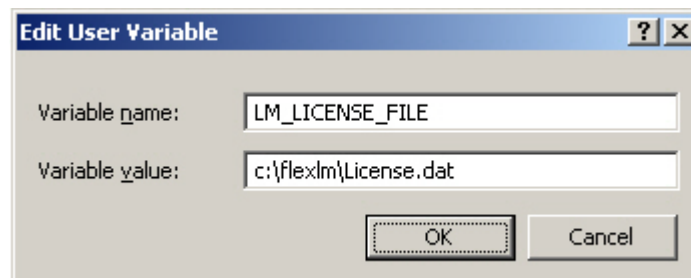 Edit User Variable
Variable name: LM_LICENSE_FILE
Variable value: c:\flexlm\License.dat
OK Cancel